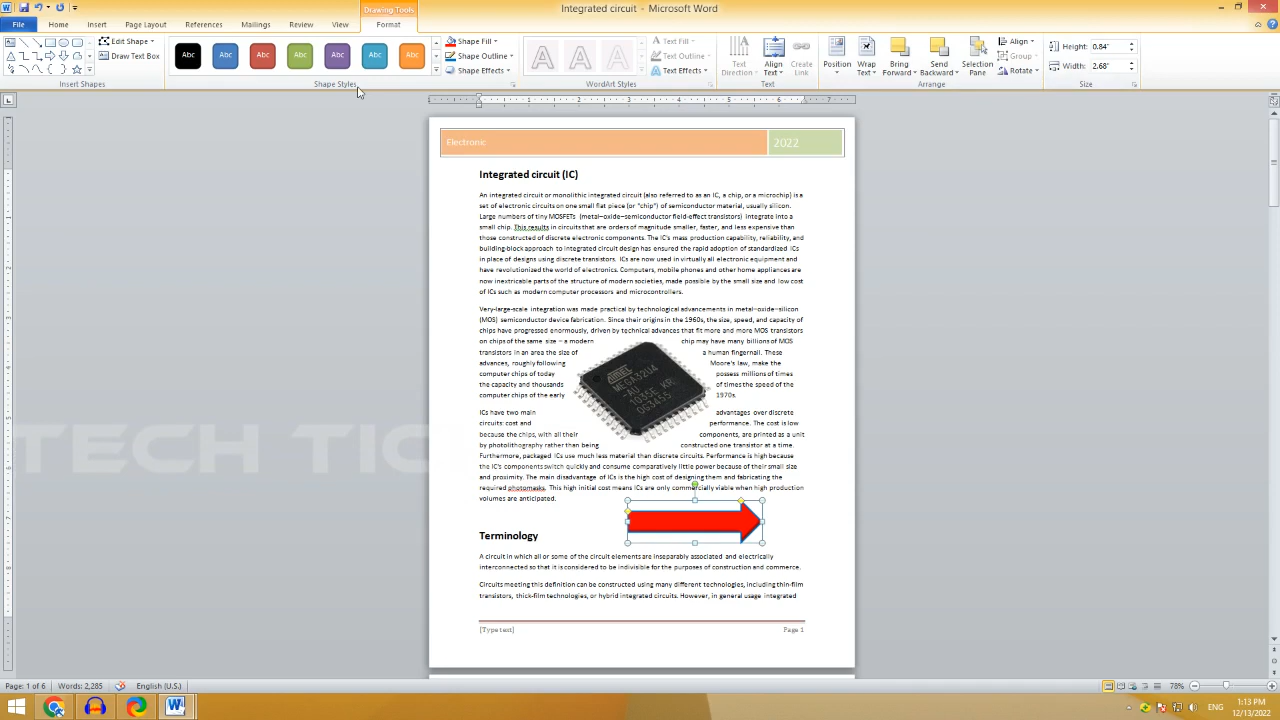 Integrated circuit - Microsoft Word
Drawing Tools
File Home Insert Page Layout References Mailings Review View Format
Edit Shape
Draw Text Box
Insert Shapes
Abc Abc Abc Abc Abc Abc Abc
Shape Fill
Shape Outline
Shape Effects
Shape Styles
A A A
Text Fill
Text Outline
Text Effects
WordArt Styles
Text Direction
Align Text
Create Link
Text
Position
Wrap Text
Bring Forward
Send Backward
Selection Pane
Align
Group
Rotate
Arrange
Height: 0.84"
Width: 2.68"
Size
Electronic 2022
Integrated circuit (IC)
An integrated circuit or monolithic integrated circuit (also referred to as an IC, a chip, or a microchip) is a
set of electronic circuits on one small flat piece (or "chip") of semiconductor material, usually silicon.
Large numbers of tiny MOSFETs (metal–oxide–semiconductor field-effect transistors) integrate into a
small chip. This results in circuits that are orders of magnitude smaller, faster, and less expensive than
those constructed of discrete electronic components. The IC's mass production capability, reliability, and
building-block approach to integrated circuit design has ensured the rapid adoption of standardized ICs
in place of designs using discrete transistors. ICs are now used in virtually all electronic equipment and
have revolutionized the world of electronics. Computers, mobile phones and other home appliances are
now inextricable parts of the structure of modern societies, made possible by the small size and low cost
of ICs such as modern computer processors and microcontrollers.
Very-large-scale integration was made practical by technological advancements in metal–oxide–silicon
(MOS) semiconductor device fabrication. Since their origins in the 1960s, the size, speed, and capacity of
chips have progressed enormously, driven by technical advances that fit more and more MOS transistors
on chips of the same size – a modern chip may have many billions of MOS
transistors in an area the size of a human fingernail. These
advances, roughly following Moore's law, make the
computer chips of today possess millions of times
the capacity and thousands of times the speed of the
computer chips of the early 1970s.
ATMEL
MEGA32U4
-AU
1035E KR
0G3455
ICs have two main advantages over discrete
circuits: cost and performance. The cost is low
because the chips, with all their components, are printed as a unit
by photolithography rather than being constructed one transistor at a time.
Furthermore, packaged ICs use much less material than discrete circuits. Performance is high because
the IC's components switch quickly and consume comparatively little power because of their small size
and proximity. The main disadvantage of ICs is the high cost of designing them and fabricating the
required photomasks. This high initial cost means ICs are only commercially viable when high production
volumes are anticipated.
TECH TIC
Terminology
A circuit in which all or some of the circuit elements are inseparably associated and electrically
interconnected so that it is considered to be indivisible for the purposes of construction and commerce.
Circuits meeting this definition can be constructed using many different technologies, including thin-film
transistors, thick-film technologies, or hybrid integrated circuits. However, in general usage integrated
[Type text] Page 1
Page: 1 of 6 Words: 2,285 English (U.S.) 78%
ENG
1:13 PM
12/13/2022